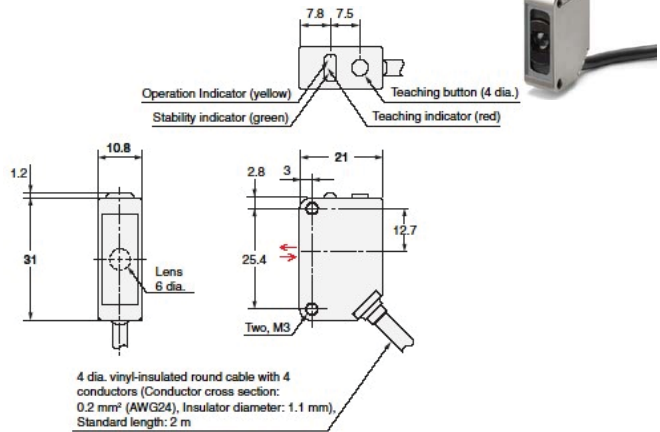 7.8 7.5
Operation Indicator (yellow)
Teaching button (4 dia.)
Stability indicator (green)
Teaching indicator (red)
10.8
1.2
31
Lens
6 dia.
21
2.8
3
12.7
25.4
Two, M3
4 dia. vinyl-insulated round cable with 4
conductors (Conductor cross section:
0.2 mm² (AWG24), Insulator diameter: 1.1 mm),
Standard length: 2 m